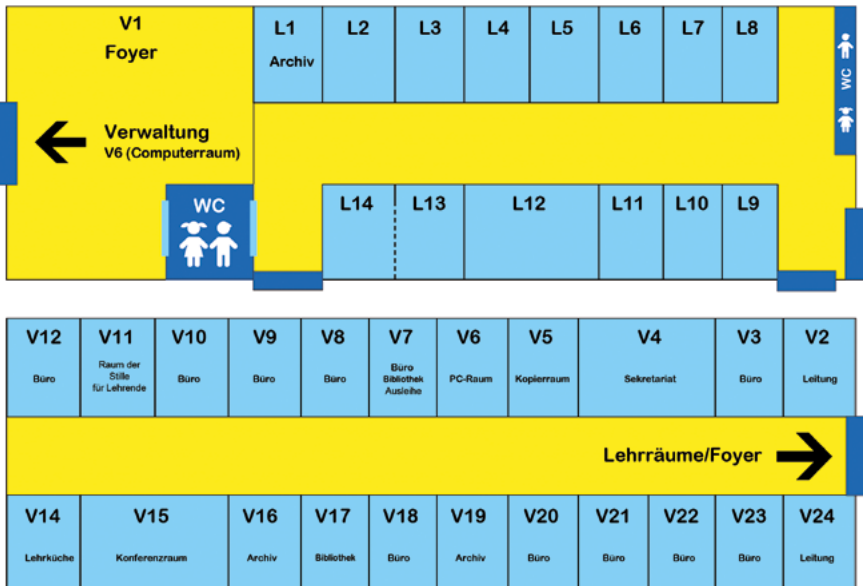 V1
Foyer
L1
Archiv
L2
L3
L4
L5
L6
L7
L8
WC
Verwaltung
V6 (Computerraum)
WC
L14
L13
L12
L11
L10
L9
V12
Büro
V11
Raum der
Stille
für Lehrende
V10
Büro
V9
Büro
V8
Büro
V7
Büro
Bibliothek
Ausleihe
V6
PC-Raum
V5
Kopierraum
V4
Sekretariat
V3
Büro
V2
Leitung
Lehrräume/Foyer
V14
Lehrküche
V15
Konferenzraum
V16
Archiv
V17
Bibliothek
V18
Büro
V19
Archiv
V20
Büro
V21
Büro
V22
Büro
V23
Büro
V24
Leitung